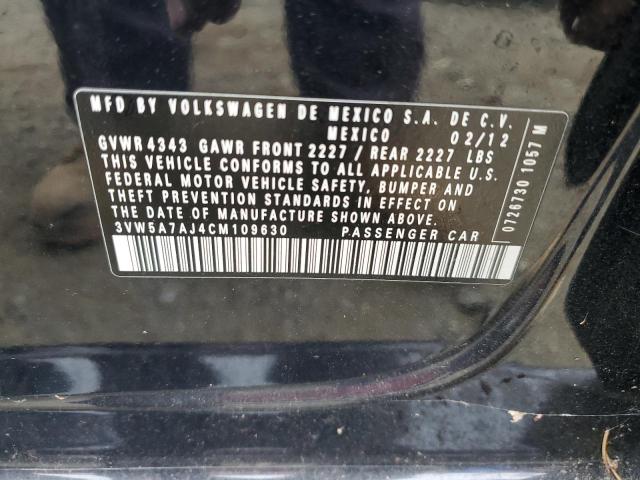 MFD BY VOLKSWAGEN DE MEXICO S.A. DE C.V.
MEXICO 02/12
GVWR 4343 GAWR FRONT 2227 / REAR 2227 LBS
THIS VEHICLE CONFORMS TO ALL APPLICABLE U.S.
FEDERAL MOTOR VEHICLE SAFETY, BUMPER AND
THEFT PREVENTION STANDARDS IN EFFECT ON
THE DATE OF MANUFACTURE SHOWN ABOVE.
3VW5A7AJ4CM109630 PASSENGER CAR
0726730 1057 M